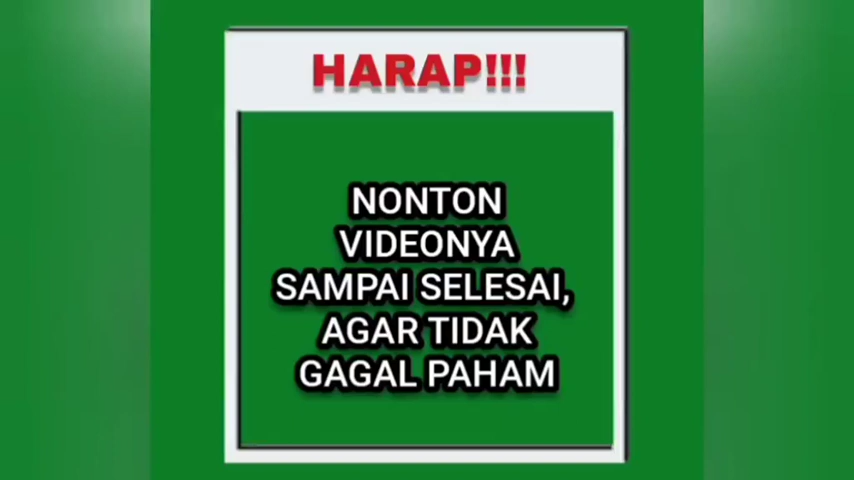 HARAP!!!
NONTON
VIDEONYA
SAMPAI SELESAI,
AGAR TIDAK
GAGAL PAHAM